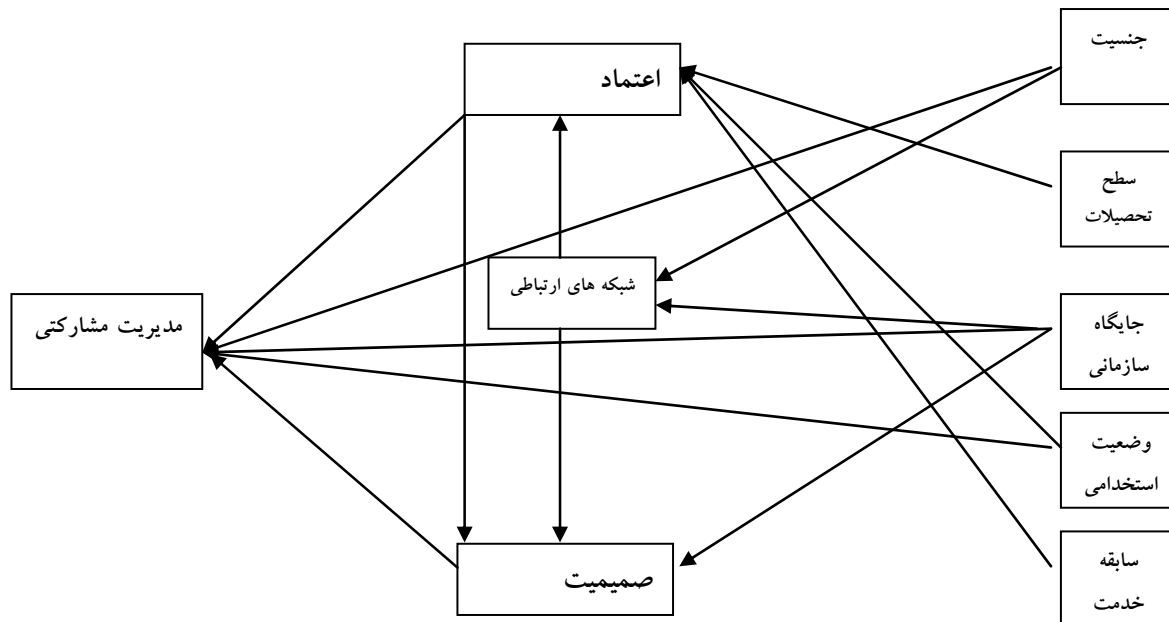 جنسیت
اعتماد
سطح
تحصیلات
شبکه های ارتباطی
مدیریت مشارکتی
جایگاه
سازمانی
وضعیت
استخدامی
صمیمیت
سابقه
خدمت